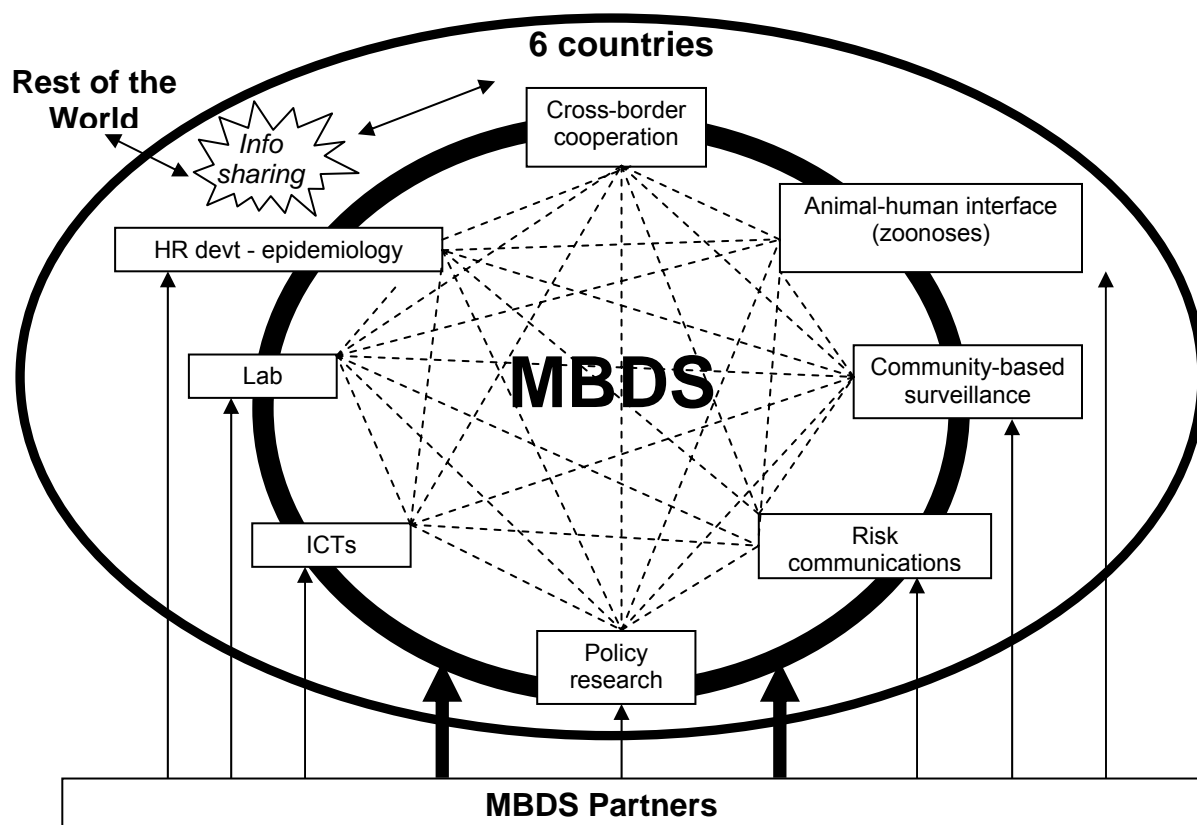 6 countries
Rest of the
World
Info
sharing
Cross-border
cooperation
Animal-human interface
(zoonoses)
HR devt - epidemiology
Lab
MBDS
Community-based
surveillance
ICTs
Risk
communications
Policy
research
MBDS Partners